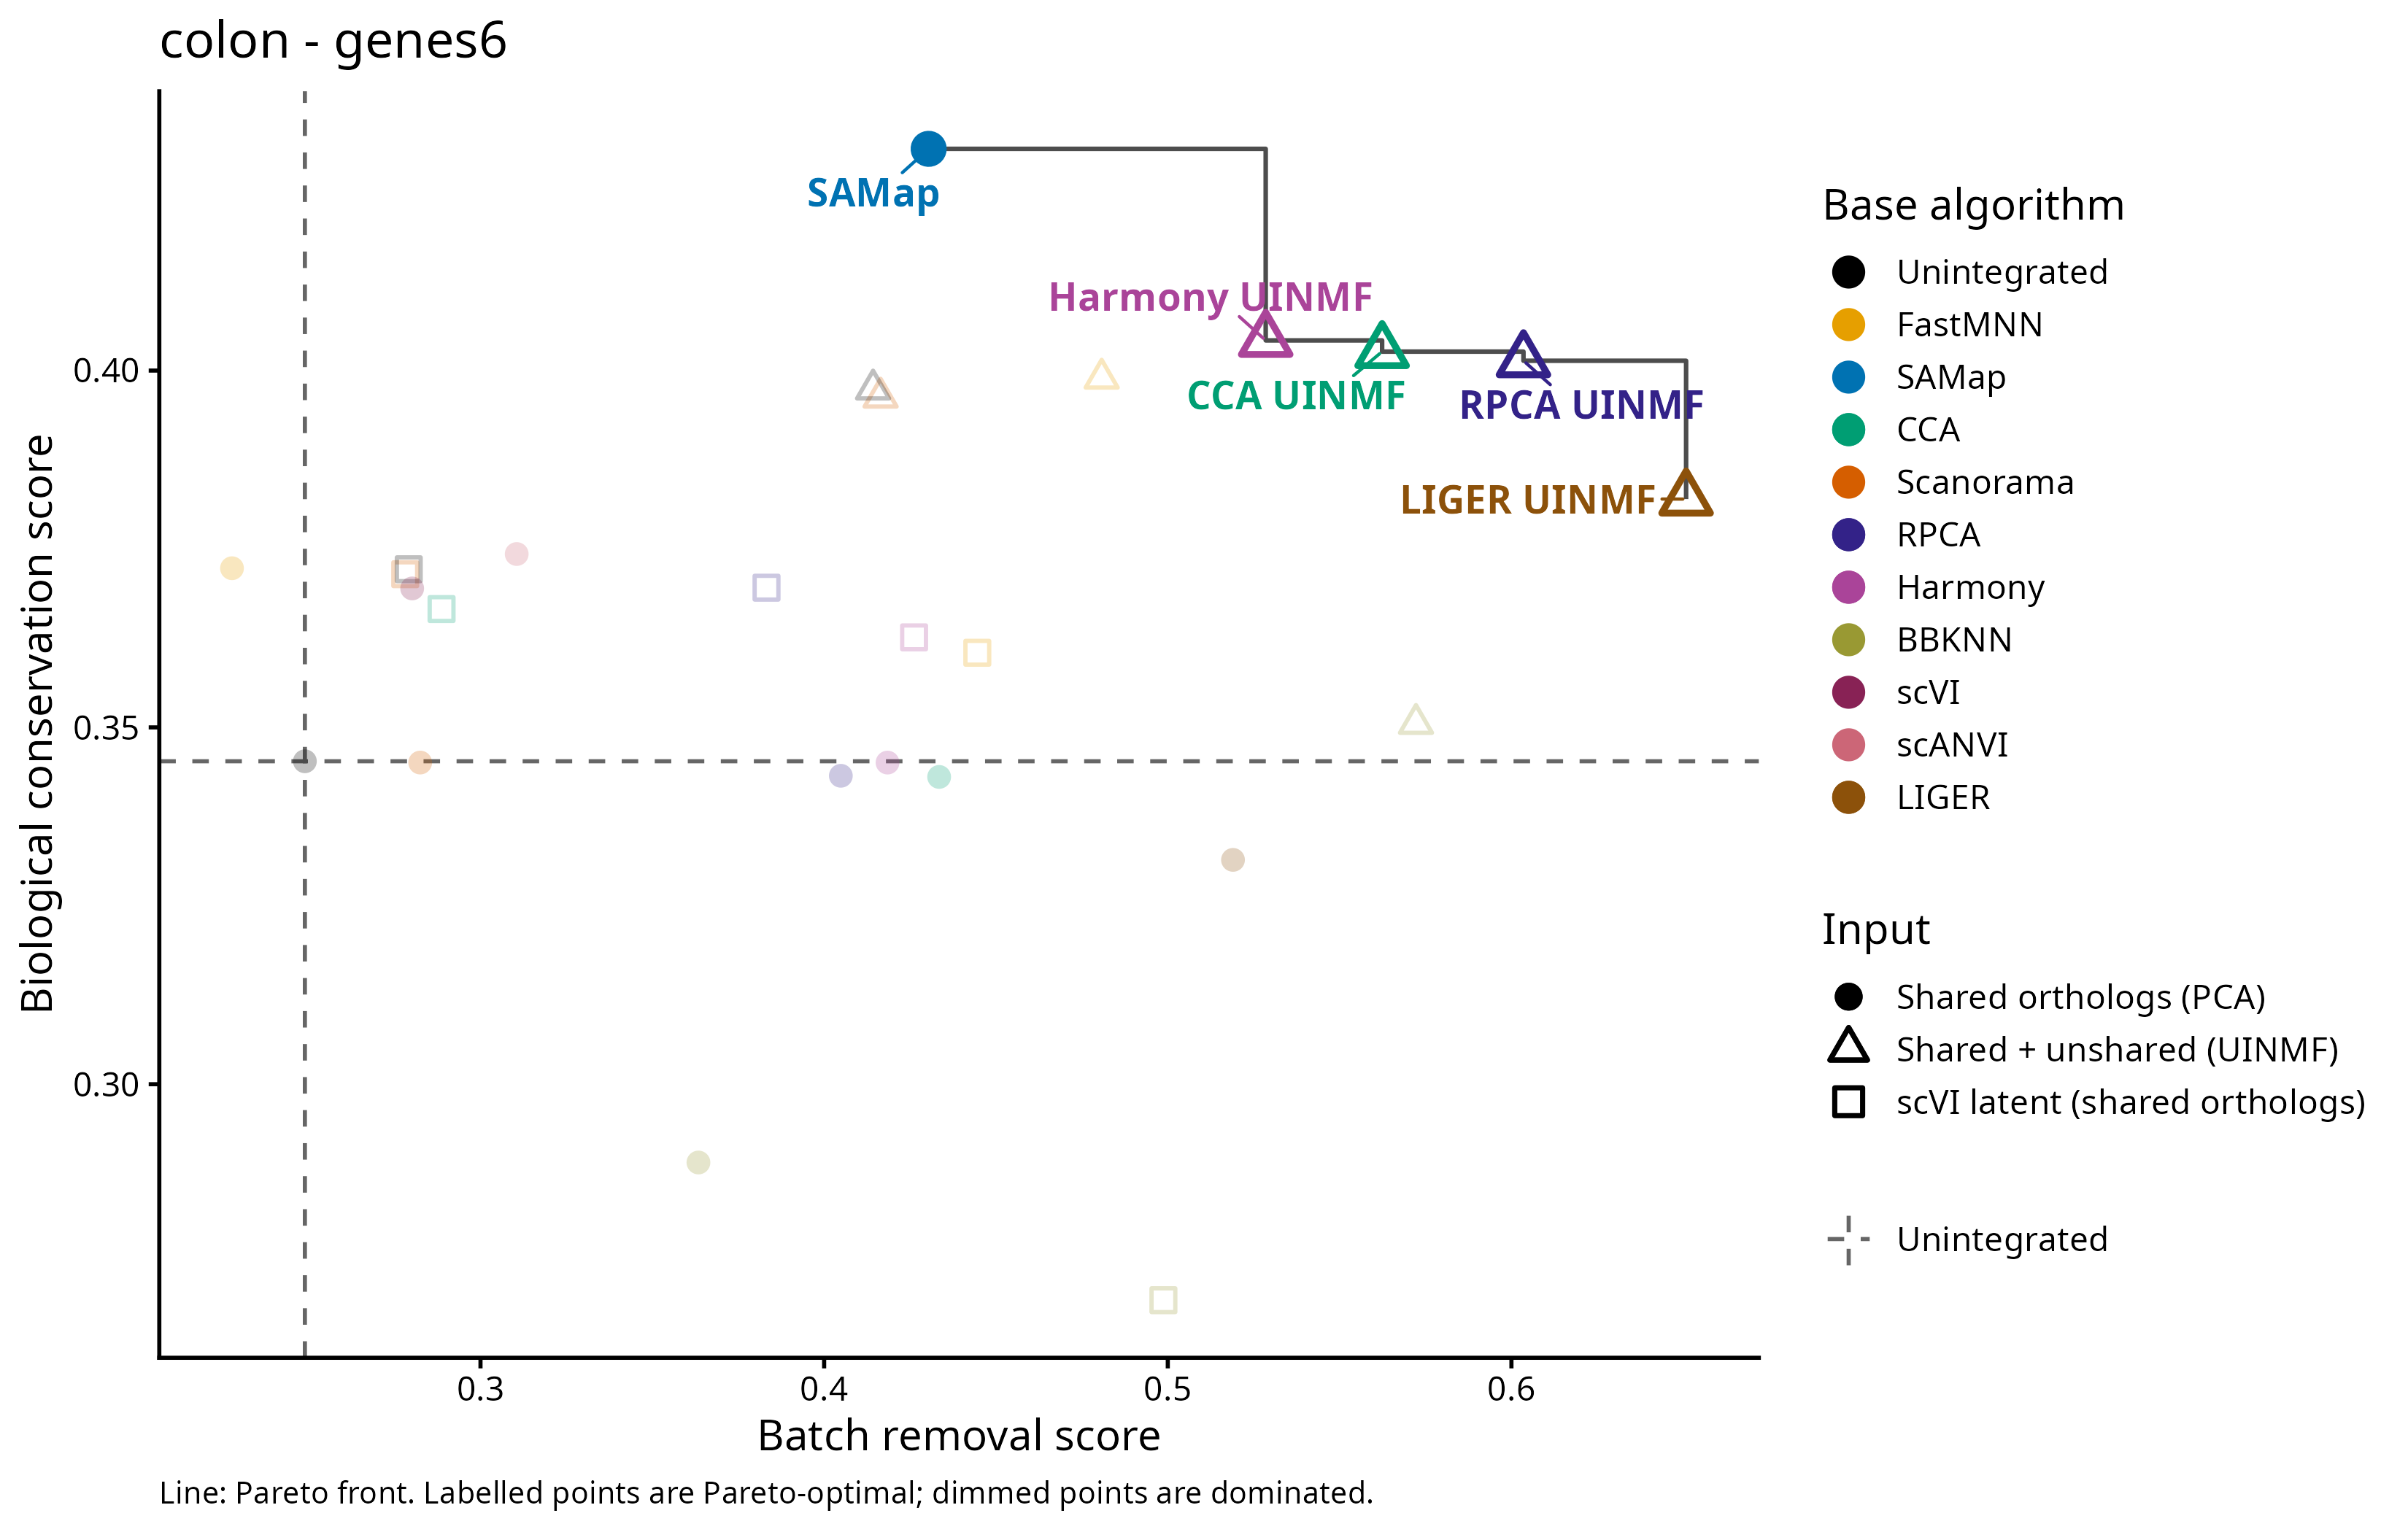 colon - genes6
SAMap
Harmony UINMF
CCA UINMF
RPCA UINMF
LIGER UINMF
Biological conservation score
0.40
0.35
0.30
0.3
0.4
0.5
0.6
Batch removal score
Line: Pareto front. Labelled points are Pareto-optimal; dimmed points are dominated.
Base algorithm
Unintegrated
FastMNN
SAMap
CCA
Scanorama
RPCA
Harmony
BBKNN
scVI
scANVI
LIGER
Input
Shared orthologs (PCA)
Shared + unshared (UINMF)
scVI latent (shared orthologs)
Unintegrated